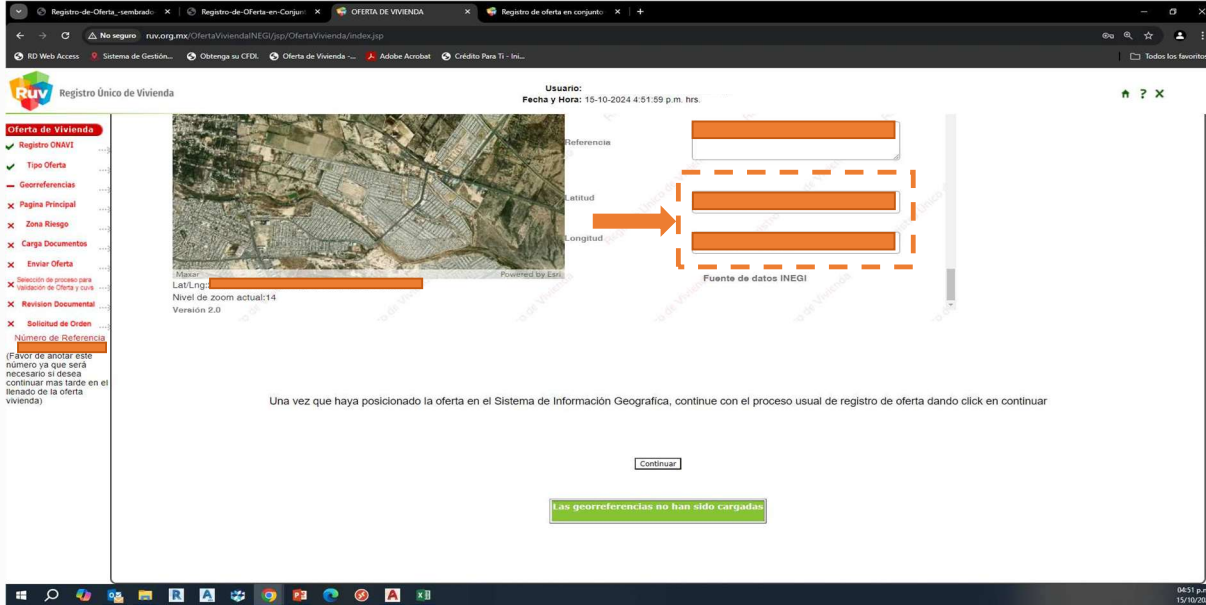 Registro-de-Oferta_-sembrado
Registro-de-OFerta-en-Conjunt
OFERTA DE VIVIENDA
Registro de oferta en conjunto
No seguro
ruv.org.mx/OfertaViviendaINEGI/jsp/OfertaVivienda/index.jsp
RD Web Access
Sistema de Gestión...
Obtenga su CFDI.
Oferta de Vivienda -...
Adobe Acrobat
Crédito Para Ti - Ini...
Todos los favoritos
Ruv
Registro Único de Vivienda
Usuario:
Fecha y Hora: 15-10-2024 4:51:59 p.m. hrs.
Oferta de Vivienda
Registro ONAVI
Tipo Oferta
Georreferencias
Pagina Principal
Zona Riesgo
Carga Documentos
Enviar Oferta
Selección de proceso para
Validación de Oferta y cuvs
Revision Documental
Solicitud de Orden
Número de Referencia
(Favor de anotar este
número ya que será
necesario si desea
continuar mas tarde en el
llenado de la oferta
vivienda)
Referencia
Latitud
Longitud
Fuente de datos INEGI
Maxar
Powered by Esri
Lat/Lng:
Nivel de zoom actual:14
Versión 2.0
Una vez que haya posicionado la oferta en el Sistema de Información Geografíca, continue con el proceso usual de registro de oferta dando click en continuar
Continuar
Las georreferencias no han sido cargadas
04:51 p.m
15/10/20